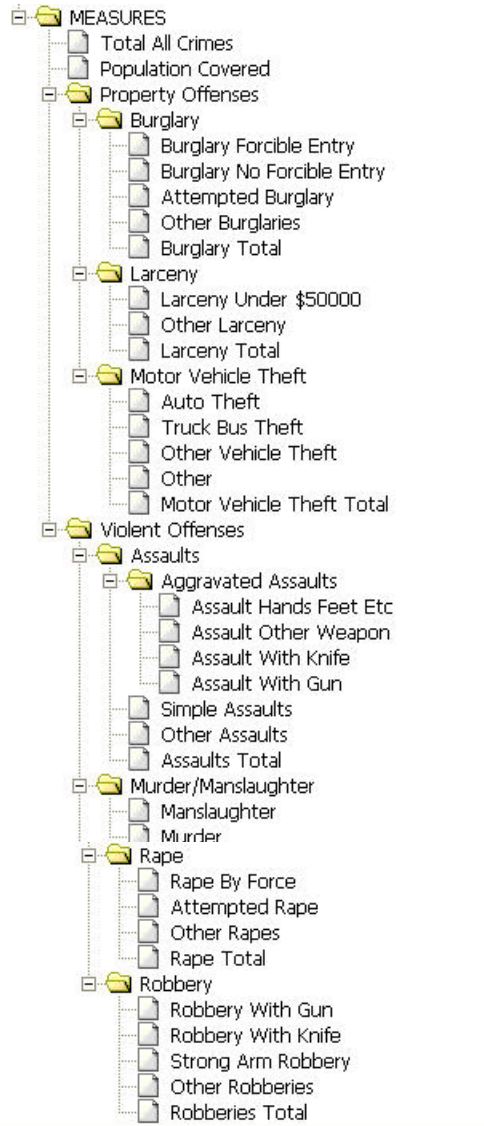 MEASURES
Total All Crimes
Population Covered
Property Offenses
Burglary
Burglary Forcible Entry
Burglary No Forcible Entry
Attempted Burglary
Other Burglaries
Burglary Total
Larceny
Larceny Under $50000
Other Larceny
Larceny Total
Motor Vehicle Theft
Auto Theft
Truck Bus Theft
Other Vehicle Theft
Other
Motor Vehicle Theft Total
Violent Offenses
Assaults
Aggravated Assaults
Assault Hands Feet Etc
Assault Other Weapon
Assault With Knife
Assault With Gun
Simple Assaults
Other Assaults
Assaults Total
Murder/Manslaughter
Manslaughter
Murder
Rape
Rape By Force
Attempted Rape
Other Rapes
Rape Total
Robbery
Robbery With Gun
Robbery With Knife
Strong Arm Robbery
Other Robberies
Robberies Total